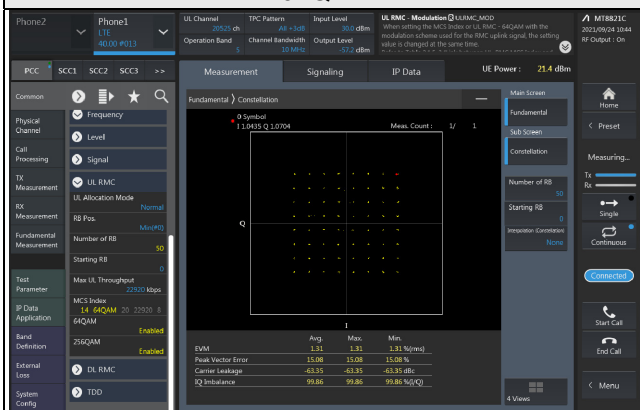 Phone2
Phone1
LTE
40.00 #013
UL Channel
20525 ch
TPC Pattern
All +3dB
Input Level
30.0 dBm
Operation Band
5
Channel Bandwidth
10 MHz
Output Level
-57.2 dBm
UL RMC - Modulation ULRMC_MOD
When setting the MCS Index or UL RMC - 64QAM with the
modulation scheme used for the RMC uplink signal, the setting
value is changed at the same time.
MT8821C
2021/09/24 10:44
RF Output : On
PCC
SCC1
SCC2
SCC3
>>
Measurement
Signaling
IP Data
UE Power : 21.4 dBm
Common
Physical
Channel
Call
Processing
TX
Measurement
RX
Measurement
Fundamental
Measurement
Test
Parameter
IP Data
Application
Band
Definition
External
Loss
System
Config
Frequency
Level
Signal
UL RMC
UL Allocation Mode
Normal
RB Pos.
Min(#0)
Number of RB
50
Starting RB
0
Max UL Throughput
22920 kbps
MCS Index
14 64QAM 20 22920 8
64QAM
Enabled
256QAM
Enabled
DL RMC
TDD
Fundamental > Constellation
0 Symbol
I 1.0435 Q 1.0704
Meas. Count : 1/ 1
Q
I
Avg. Max. Min.
EVM 1.31 1.31 1.31 %(rms)
Peak Vector Error 15.08 15.08 15.08 %
Carrier Leakage -63.35 -63.35 -63.35 dBc
IQ Imbalance 99.86 99.86 99.86 %(I/Q)
Main Screen
Fundamental
Sub Screen
Constellation
Number of RB
50
Starting RB
0
Interpolation (Constellation)
None
4 Views
Home
< Preset
Measuring...
Tx
Rx
Single
Continuous
Connected
Start Call
End Call
< Menu